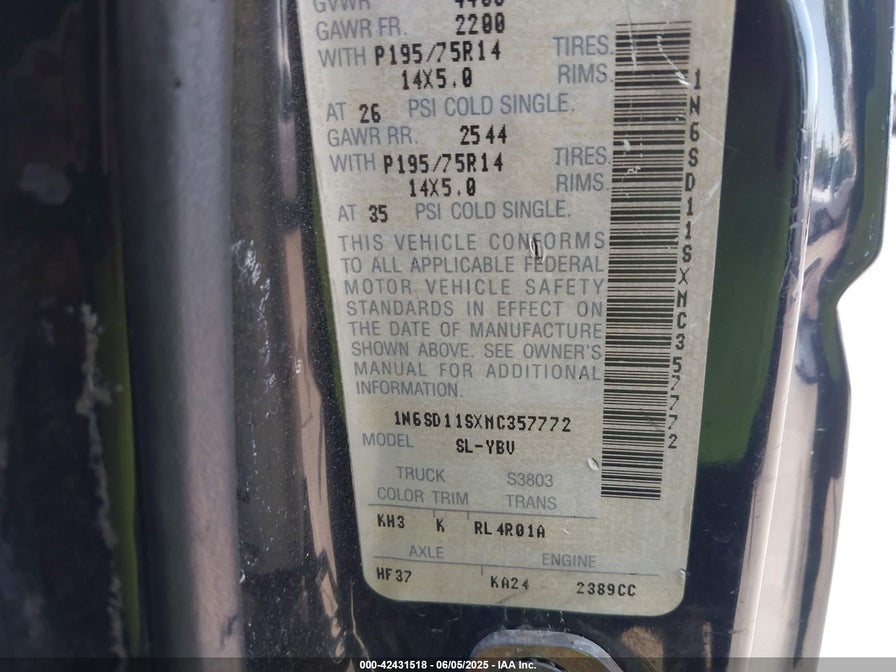 GVWR 4400
GAWR FR. 2200
WITH P195/75R14 TIRES.
14X5.0 RIMS.
AT 26 PSI COLD SINGLE.
GAWR RR. 2544
WITH P195/75R14 TIRES.
14X5.0 RIMS.
AT 35 PSI COLD SINGLE.
THIS VEHICLE CONFORMS
TO ALL APPLICABLE FEDERAL
MOTOR VEHICLE SAFETY
STANDARDS IN EFFECT ON
THE DATE OF MANUFACTURE
SHOWN ABOVE. SEE OWNER'S
MANUAL FOR ADDITIONAL
INFORMATION.
1N6SD11SXMC357772
MODEL SL-YBV
TRUCK S3803
COLOR TRIM TRANS
KH3 K RL4R01A
AXLE ENGINE
HF37 KA24 2389CC
1N6SD11SXMC357772
000-42431518 - 06/05/2025 - IAA Inc.